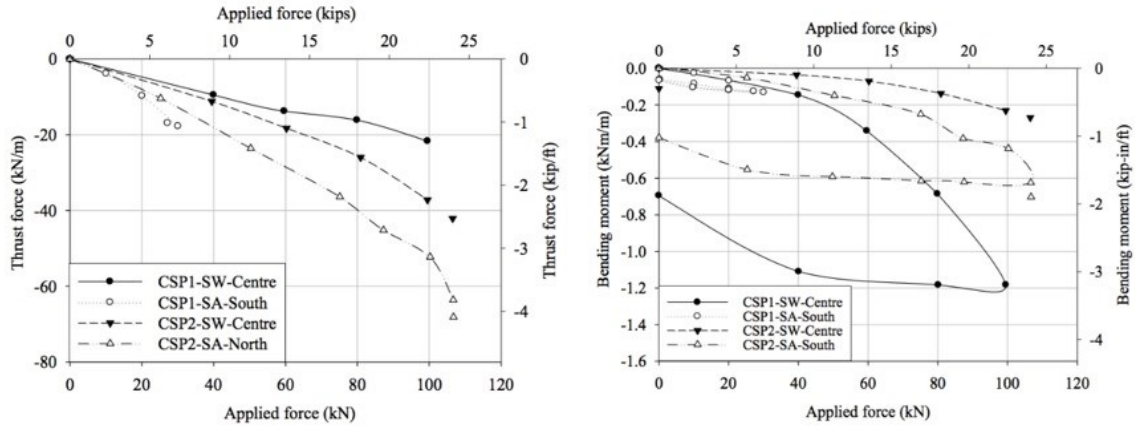 Applied force (kips)
0 5 10 15 20 25
0
-20
-40
-60
-80
Thrust force (kN/m)
0
-1
-2
-3
-4
Thrust force (kip/ft)
CSP1-SW-Centre
CSP1-SA-South
CSP2-SW-Centre
CSP2-SA-North
0 20 40 60 80 100 120
Applied force (kN)
Applied force (kips)
0 5 10 15 20 25
0.0
-0.2
-0.4
-0.6
-0.8
-1.0
-1.2
-1.4
-1.6
Bending moment (kNm/m)
0
-1
-2
-3
-4
Bending moment (kip-in/ft)
CSP1-SW-Centre
CSP1-SA-South
CSP2-SW-Centre
CSP2-SA-South
0 20 40 60 80 100 120
Applied force (kN)